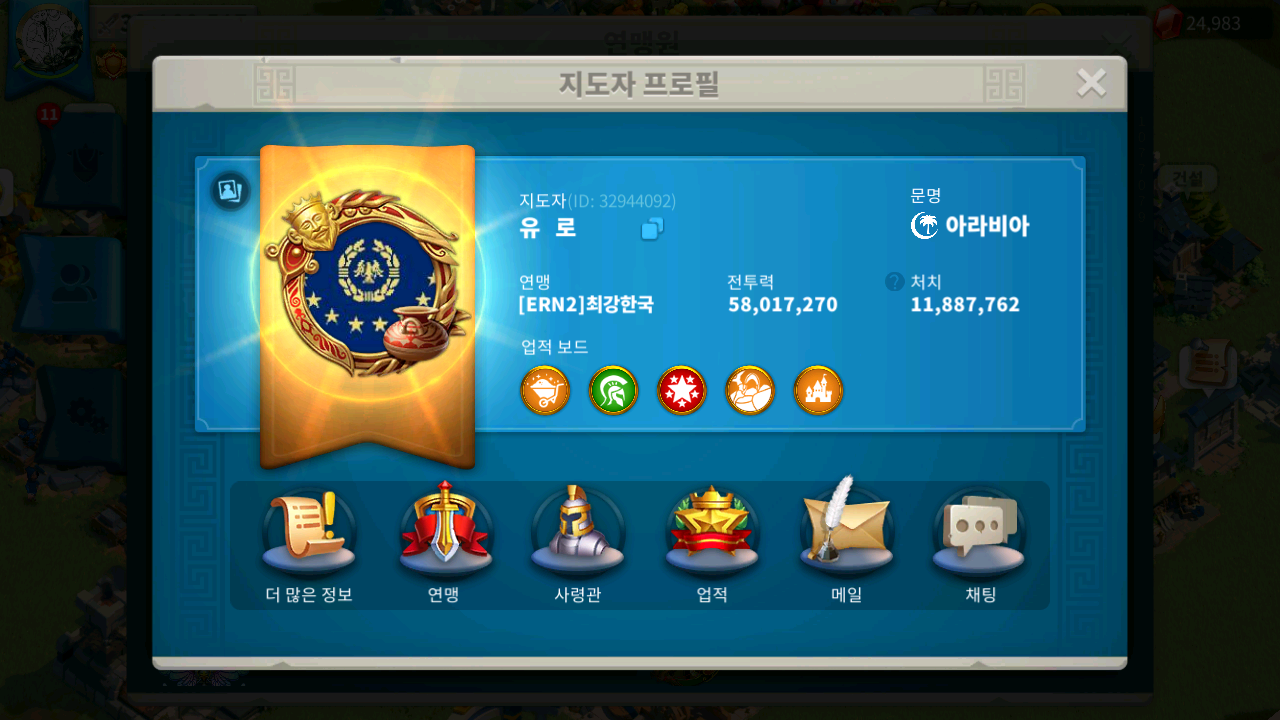 연맹원
24,983
지도자 프로필
11
건설
지도자(ID: 32944092)
유 로
문명
아라비아
연맹
[ERN2]최강한국
전투력
58,017,270
? 처치
11,887,762
업적 보드
더 많은 정보
연맹
사령관
업적
메일
채팅